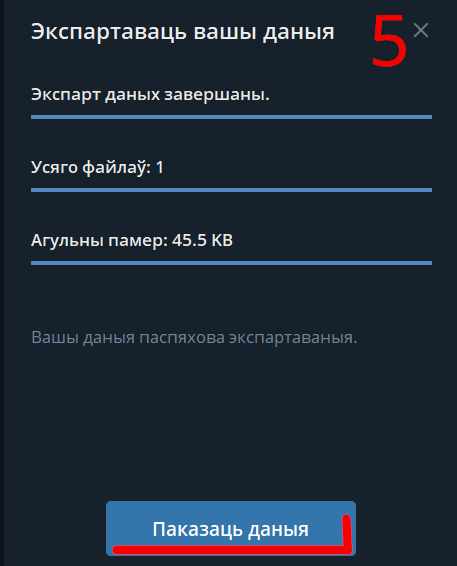 Экспартаваць вашы даныя
5
Экспарт даных завершаны.
Усяго файлаў: 1
Агульны памер: 45.5 KB
Вашы даныя паспяхова экспартаваныя.
Паказаць даныя